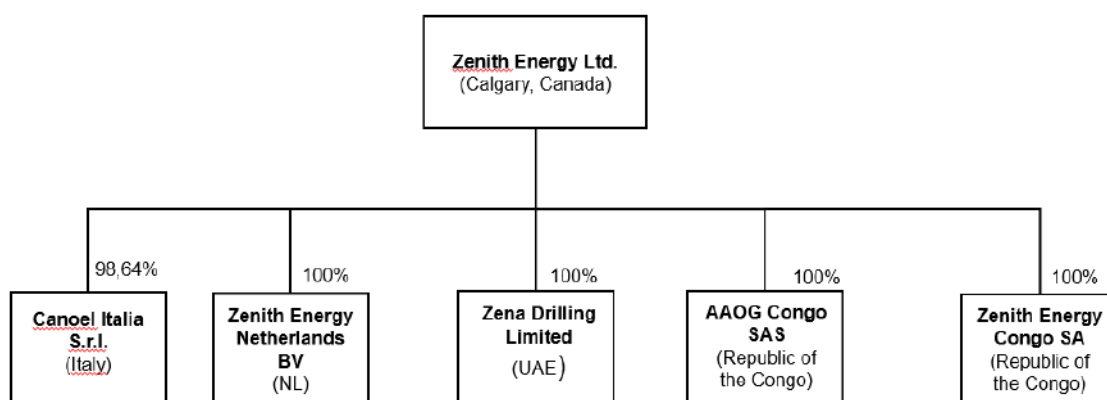 Zenith Energy Ltd.
(Calgary, Canada)
98,64%
100%
100%
100%
100%
Canoel Italia
S.r.l.
(Italy)
Zenith Energy
Netherlands
BV
(NL)
Zena Drilling
Limited
(UAE)
AAOG Congo
SAS
(Republic of
the Congo)
Zenith Energy
Congo SA
(Republic of
the Congo)